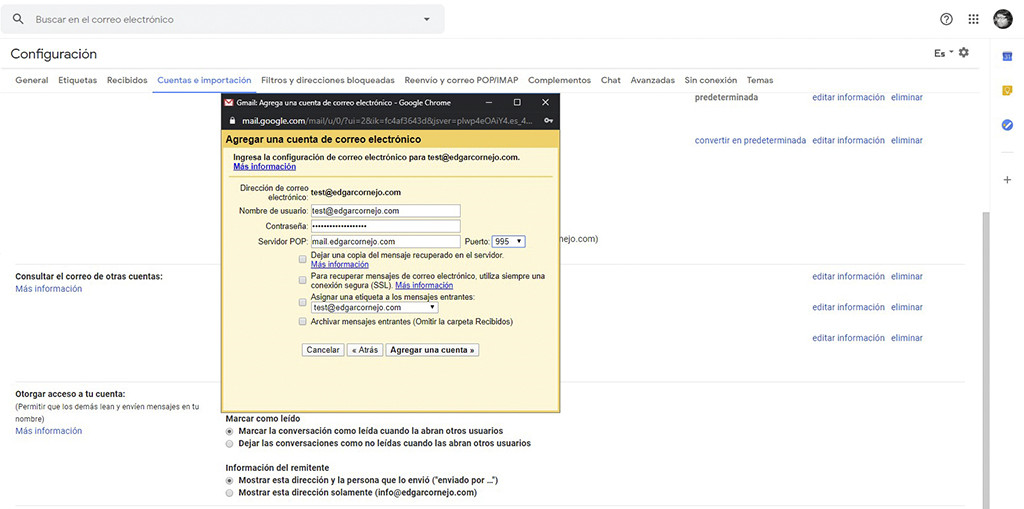 Buscar en el correo electrónico
Configuración
Es
General Etiquetas Recibidos Cuentas e importación Filtros y direcciones bloqueadas Reenvío y correo POP/IMAP Complementos Chat Avanzadas Sin conexión Temas
Gmail: Agrega una cuenta de correo electrónico - Google Chrome
predeterminada editar información eliminar
mail.google.com/mail/u/0/?ui=2&ik=fc4af3643d&jsver=plwp4eOAiY4.es_4...
Agregar una cuenta de correo electrónico
convertir en predeterminada editar información eliminar
Ingresa la configuración de correo electrónico para test@edgarcornejo.com.
Más información
Dirección de correo
electrónico: test@edgarcornejo.com
Nombre de usuario: test@edgarcornejo.com
Contraseña: •••••••••••••••••••
Servidor POP: mail.edgarcornejo.com Puerto: 995
nejo.com)
Dejar una copia del mensaje recuperado en el servidor.
Más información
Para recuperar mensajes de correo electrónico, utiliza siempre una
conexión segura (SSL). Más información
Asignar una etiqueta a los mensajes entrantes:
test@edgarcornejo.com
Archivar mensajes entrantes (Omitir la carpeta Recibidos)
Cancelar « Atrás Agregar una cuenta »
Consultar el correo de otras cuentas: editar información eliminar
Más información
editar información eliminar
editar información eliminar
Otorgar acceso a tu cuenta:
(Permitir que los demás lean y envíen mensajes en tu
nombre)
Más información
Marcar como leído
Marcar la conversación como leída cuando la abran otros usuarios
Dejar las conversaciones como no leídas cuando las abran otros usuarios
Información del remitente
Mostrar esta dirección y la persona que lo envió ("enviado por ...")
Mostrar esta dirección solamente (info@edgarcornejo.com)